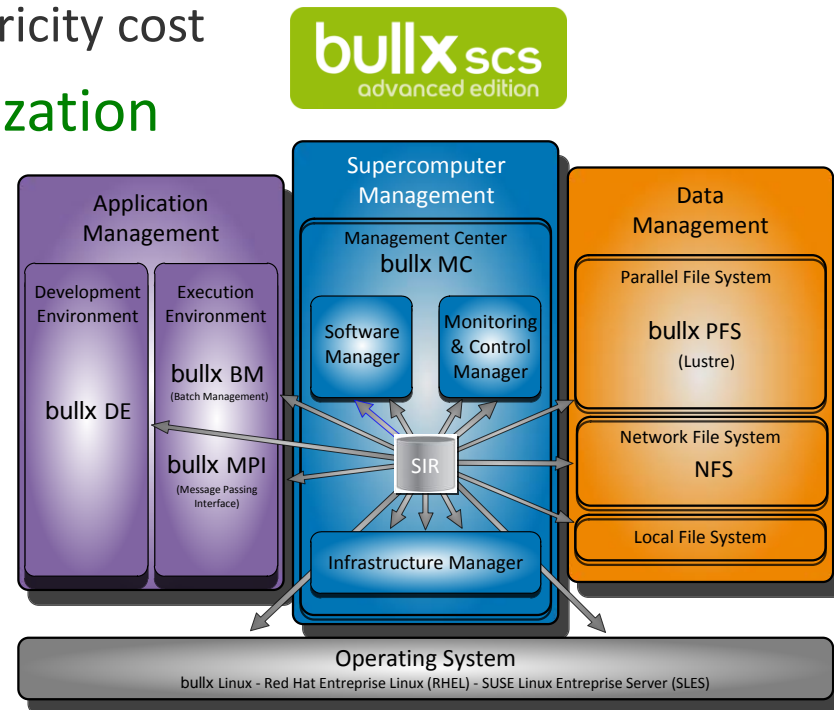 ricity cost
zation
bullx scs
advanced edition
Application
Management
Development
Environment
bullx DE
Execution
Environment
bullx BM
(Batch Management)
bullx MPI
(Message Passing
Interface)
Supercomputer
Management
Management Center
bullx MC
Software
Manager
Monitoring
& Control
Manager
SIR
Infrastructure Manager
Data
Management
Parallel File System
bullx PFS
(Lustre)
Network File System
NFS
Local File System
Operating System
bullx Linux - Red Hat Entreprise Linux (RHEL) - SUSE Linux Entreprise Server (SLES)